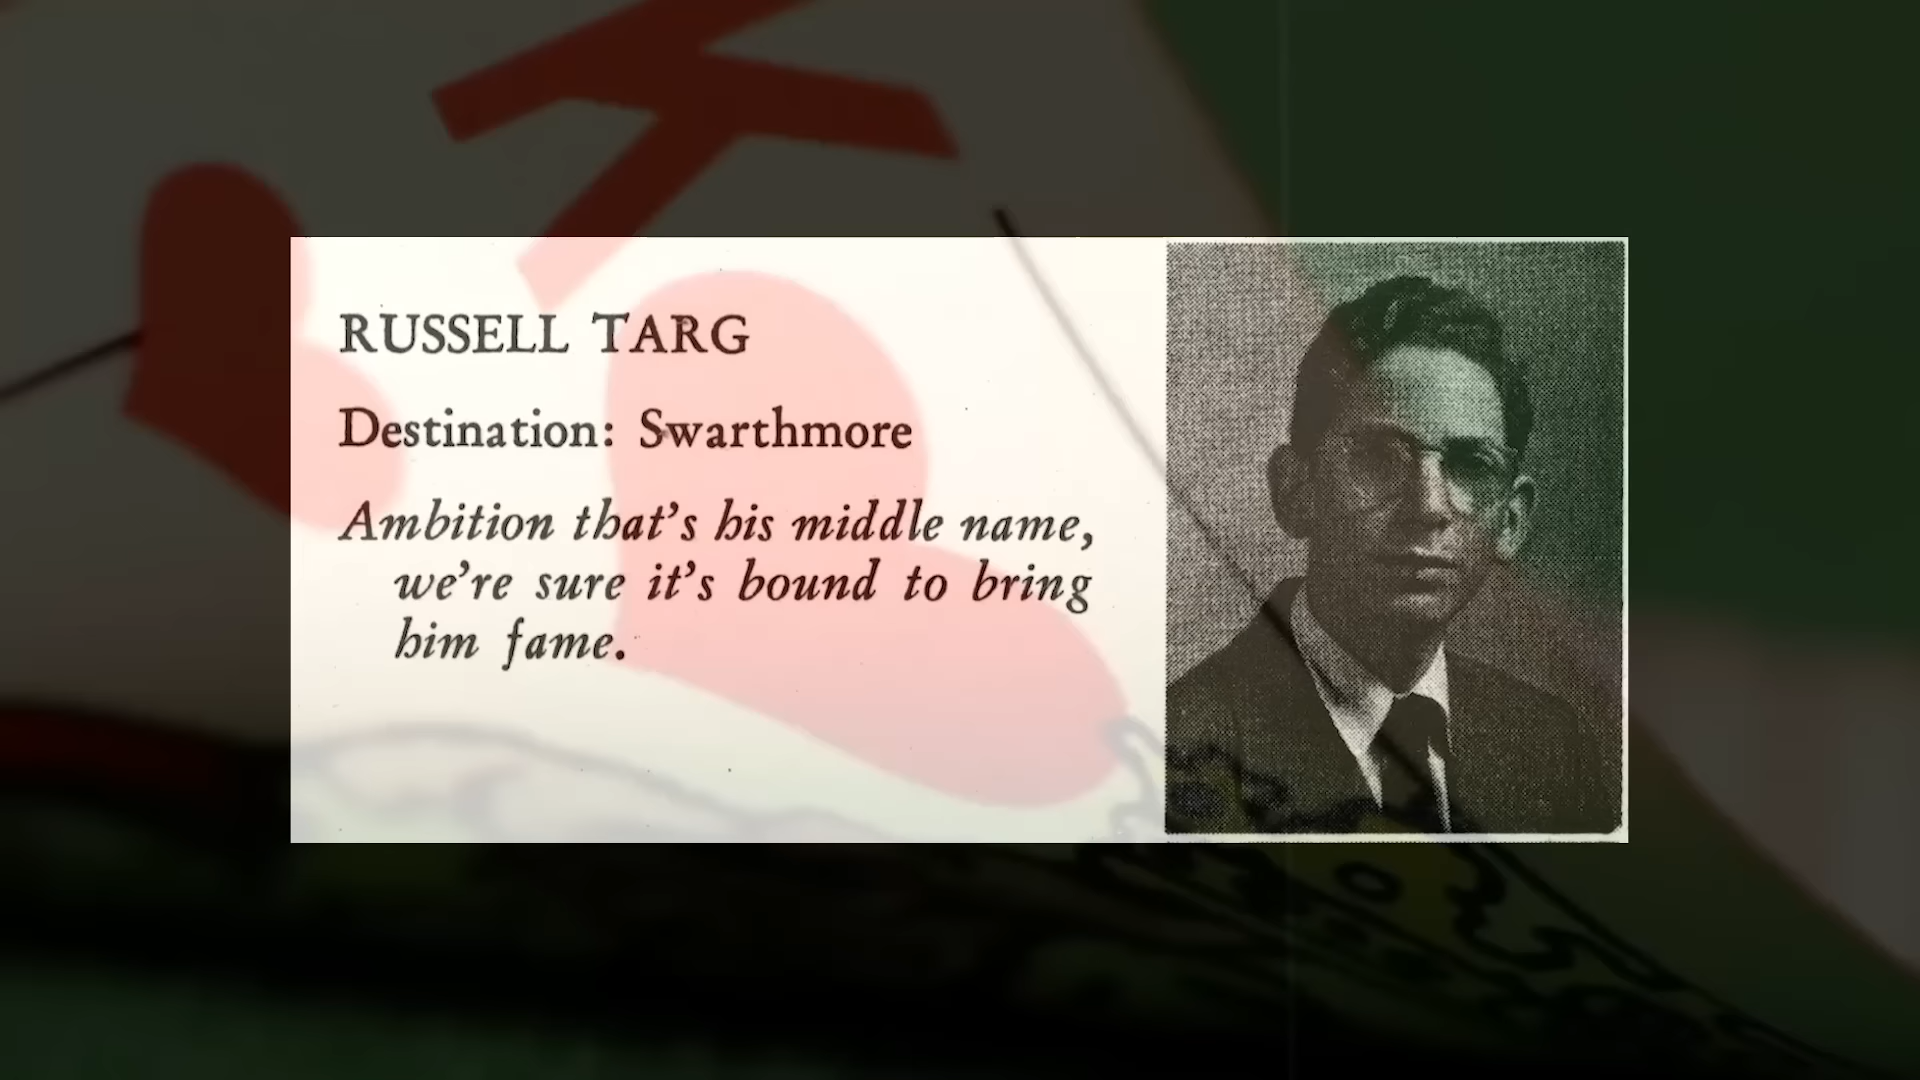 K
RUSSELL TARG
Destination: Swarthmore
Ambition that's his middle name,
we're sure it's bound to bring
him fame.